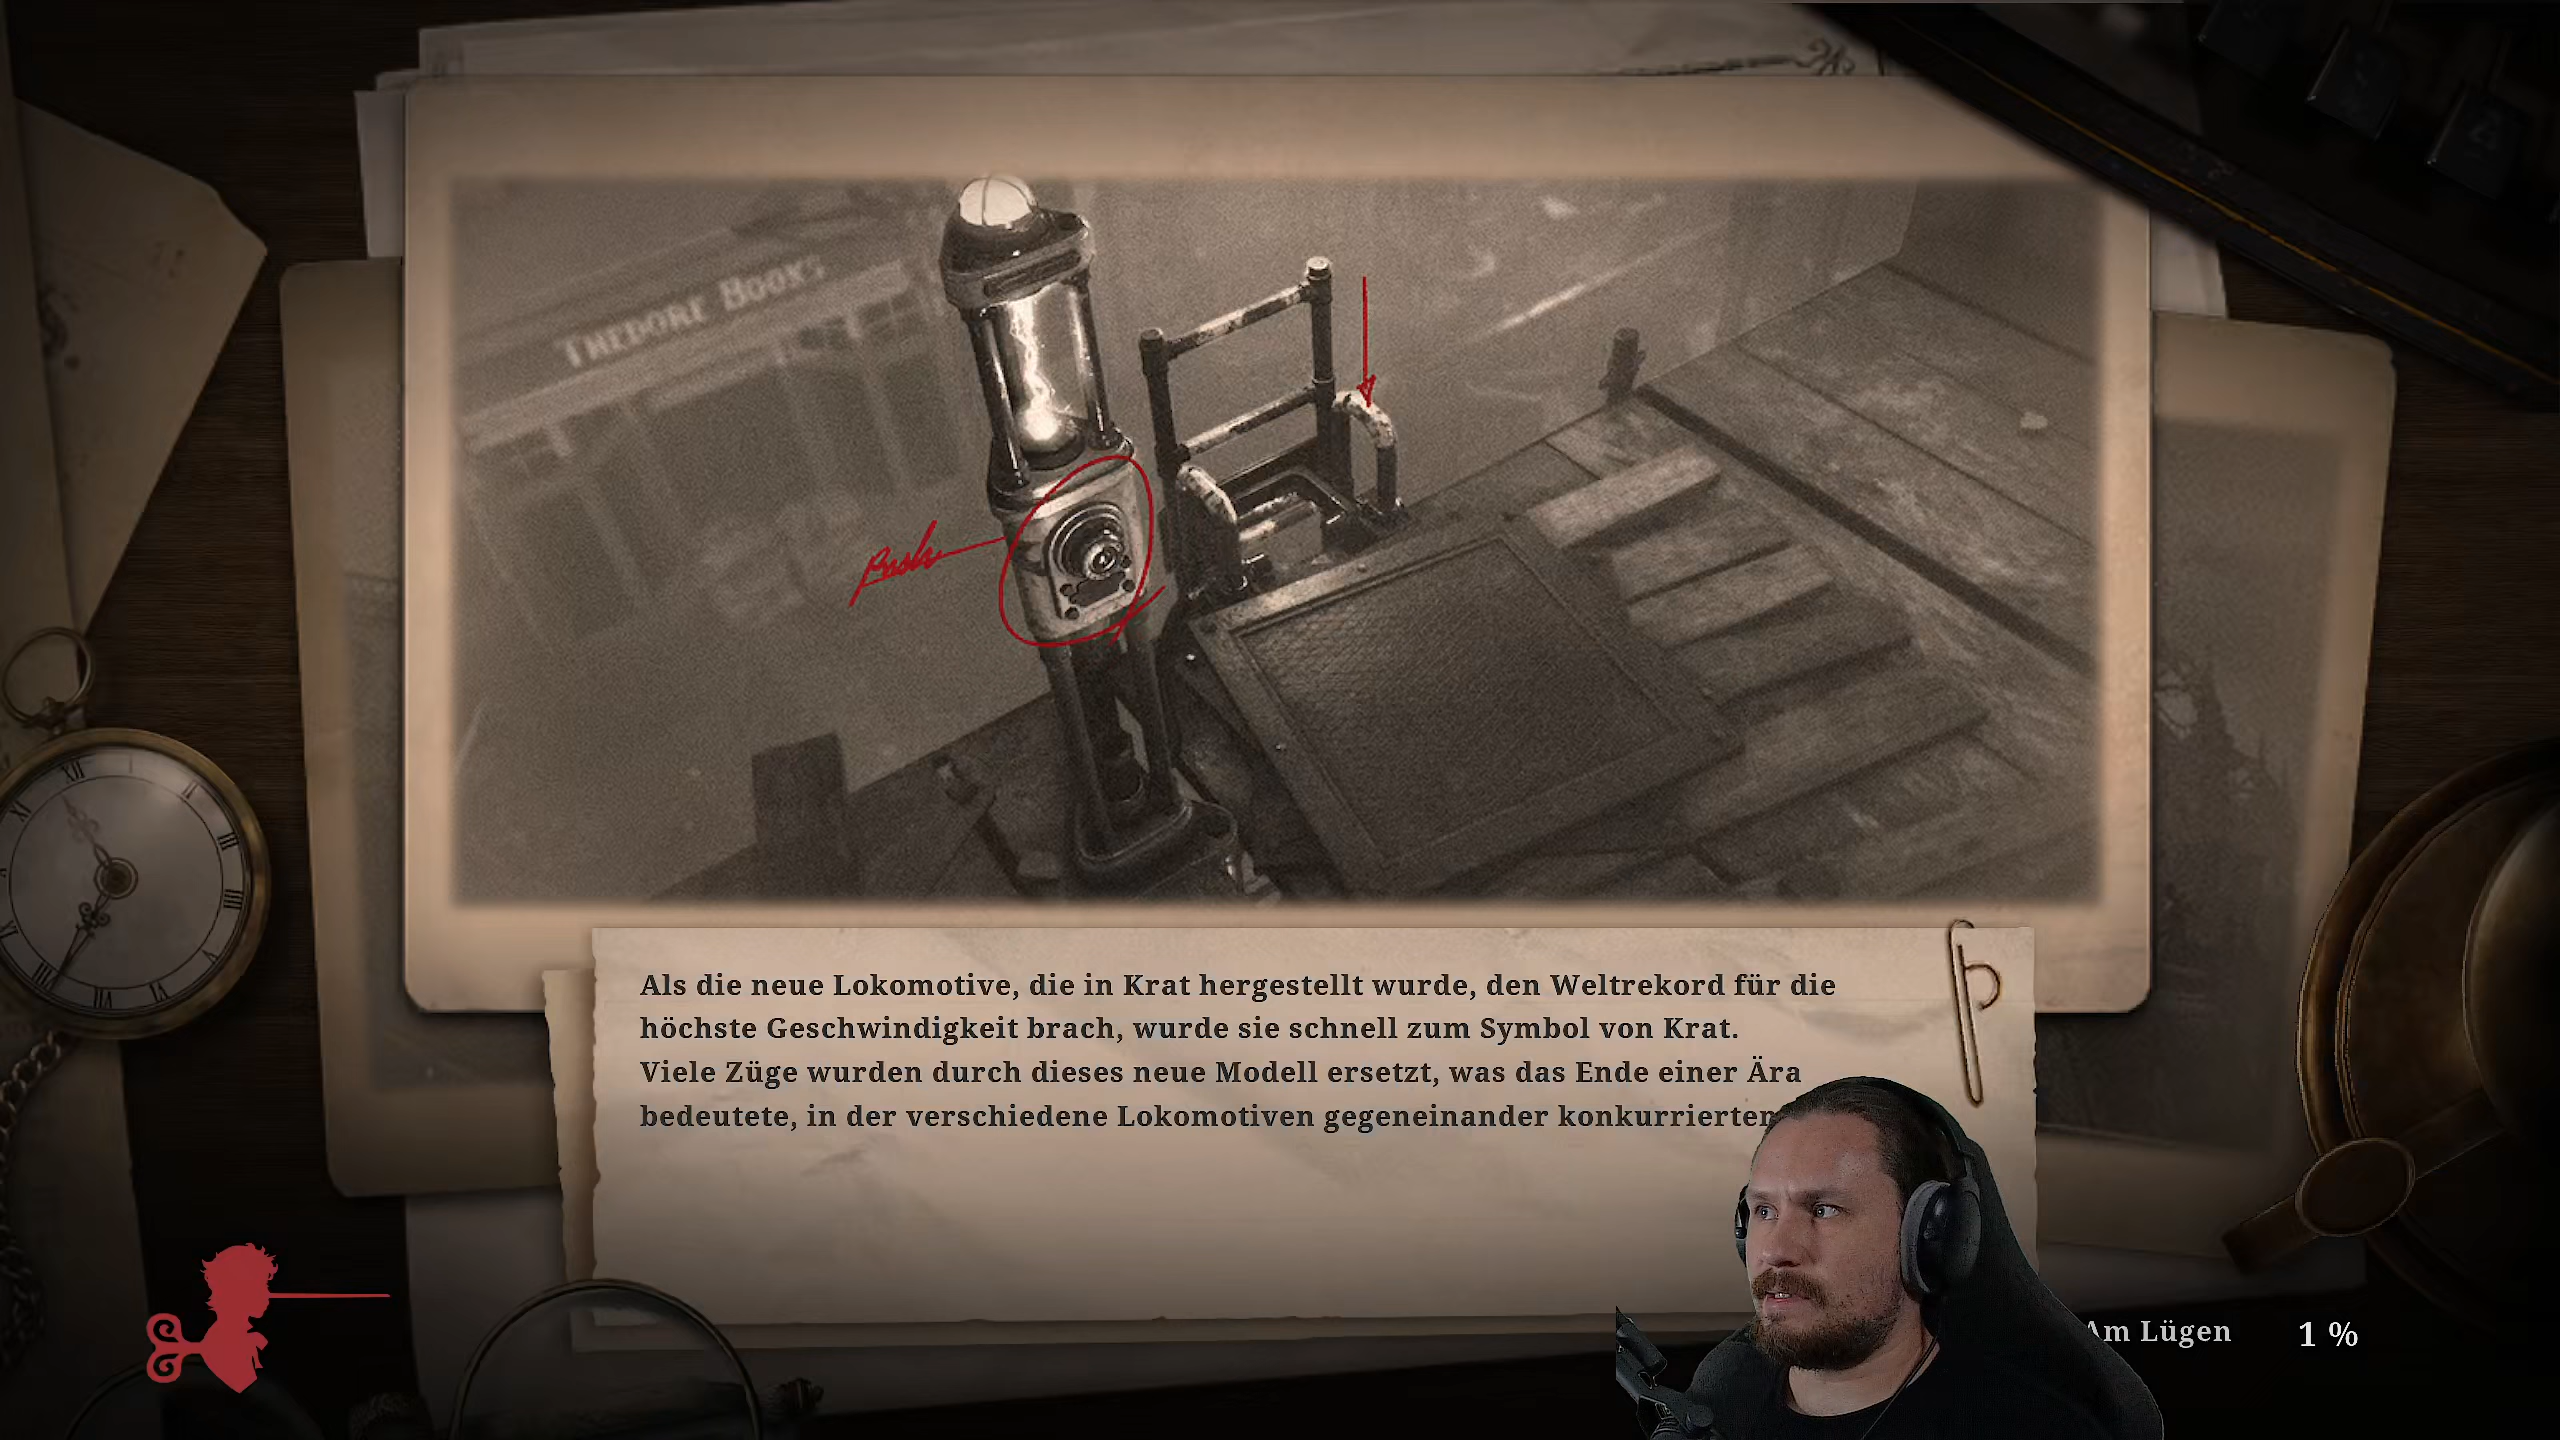 THEDORE BOOKS
Push
Als die neue Lokomotive, die in Krat hergestellt wurde, den Weltrekord für die
höchste Geschwindigkeit brach, wurde sie schnell zum Symbol von Krat.
Viele Züge wurden durch dieses neue Modell ersetzt, was das Ende einer Ära
bedeutete, in der verschiedene Lokomotiven gegeneinander konkurrierten
Am Lügen 1 %